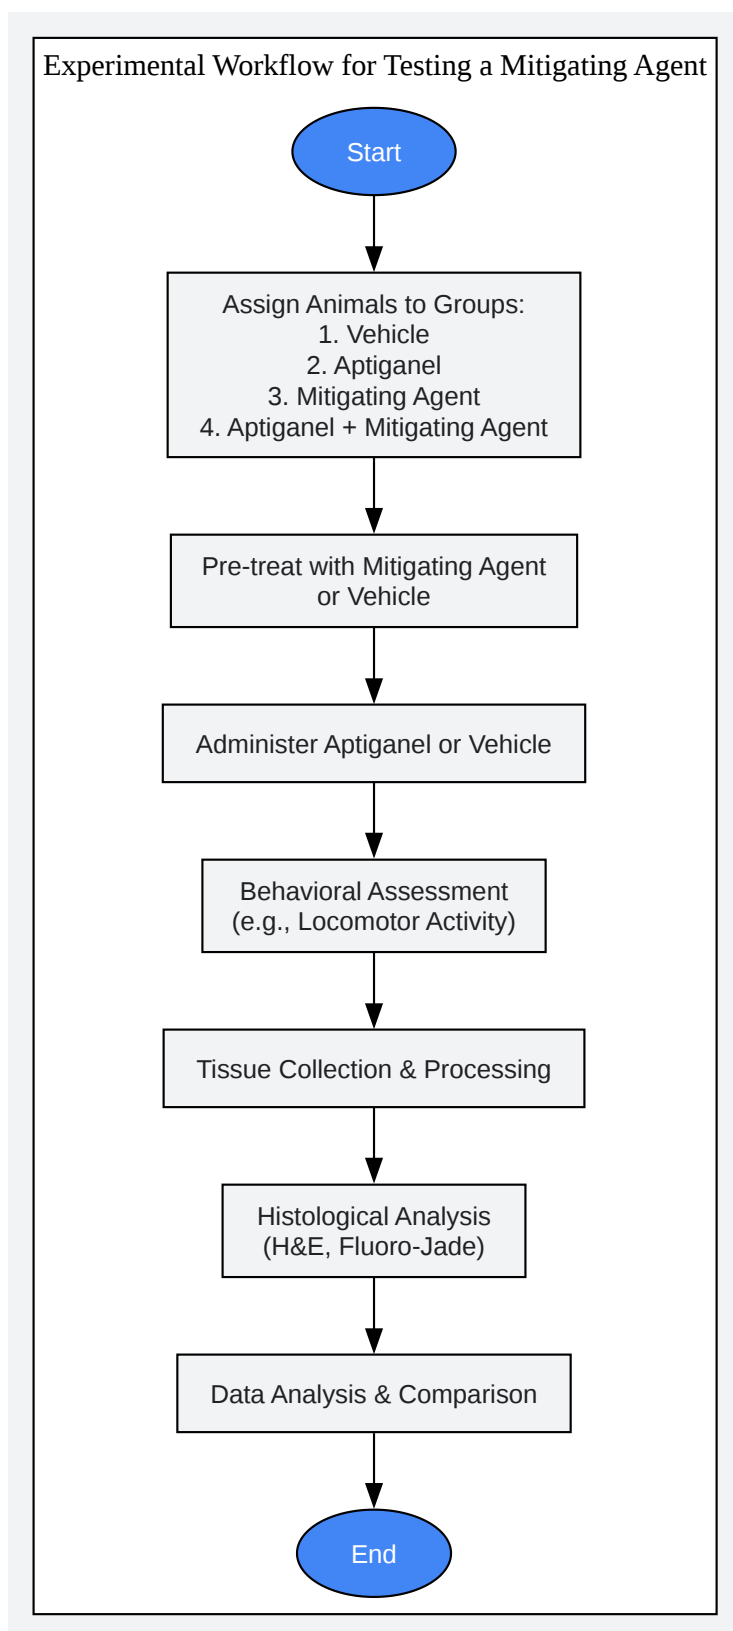 Experimental Workflow for Testing a Mitigating Agent
Start
Assign Animals to Groups:
1. Vehicle
2. Aptiganel
3. Mitigating Agent
4. Aptiganel + Mitigating Agent
Pre-treat with Mitigating Agent
or Vehicle
Administer Aptiganel or Vehicle
Behavioral Assessment
(e.g., Locomotor Activity)
Tissue Collection & Processing
Histological Analysis
(H&E, Fluoro-Jade)
Data Analysis & Comparison
End